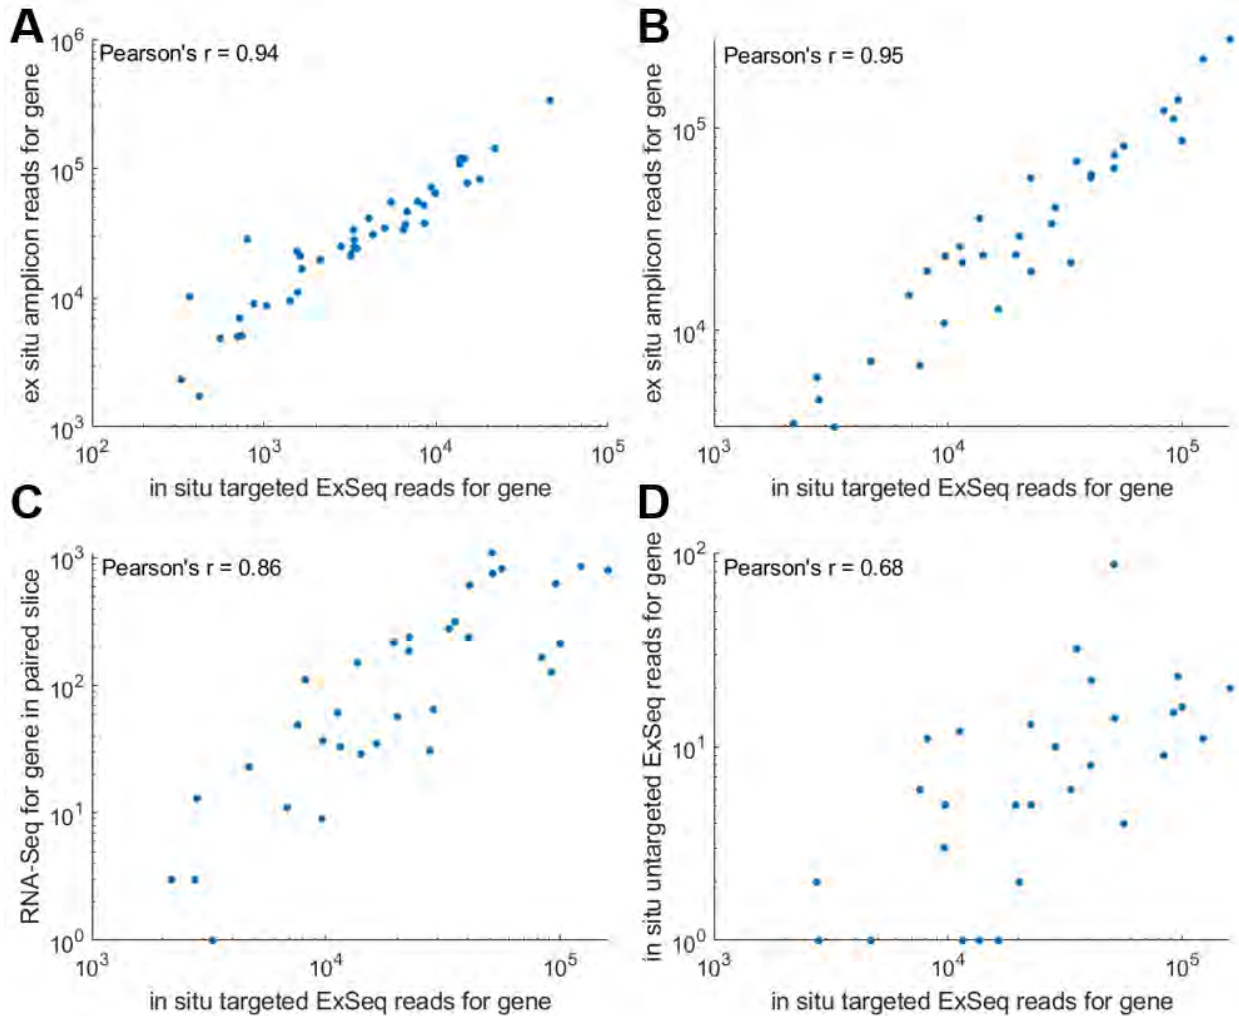 A
Pearson's r = 0.94
ex situ amplicon reads for gene
10^6
10^5
10^4
10^3
10^2
10^3
10^4
10^5
in situ targeted ExSeq reads for gene
B
Pearson's r = 0.95
ex situ amplicon reads for gene
10^5
10^4
10^3
10^4
10^5
in situ targeted ExSeq reads for gene
C
Pearson's r = 0.86
RNA-Seq for gene in paired slice
10^3
10^2
10^1
10^0
10^3
10^4
10^5
in situ targeted ExSeq reads for gene
D
Pearson's r = 0.68
in situ untargeted ExSeq reads for gene
10^2
10^1
10^0
10^3
10^4
10^5
in situ targeted ExSeq reads for gene